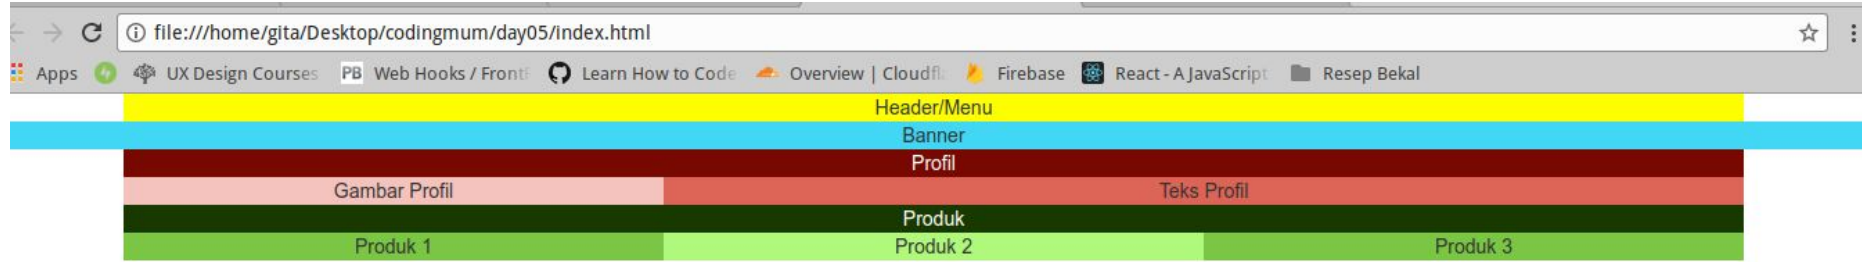 file:///home/gita/Desktop/codingmum/day05/index.html
Apps UX Design Courses PB Web Hooks / Front Learn How to Code Overview | Cloudfl Firebase React - A JavaScript Resep Bekal
Header/Menu
Banner
Profil
Gambar Profil Teks Profil
Produk
Produk 1 Produk 2 Produk 3